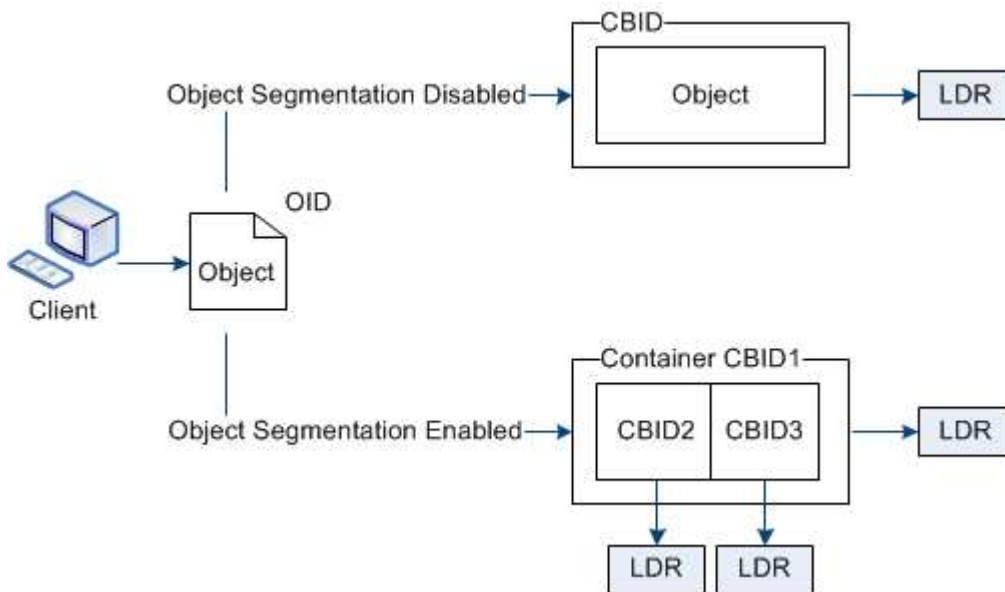 CBID
Object Segmentation Disabled
Object
LDR
OID
Object
Client
Container CBID1
Object Segmentation Enabled
CBID2
CBID3
LDR
LDR
LDR